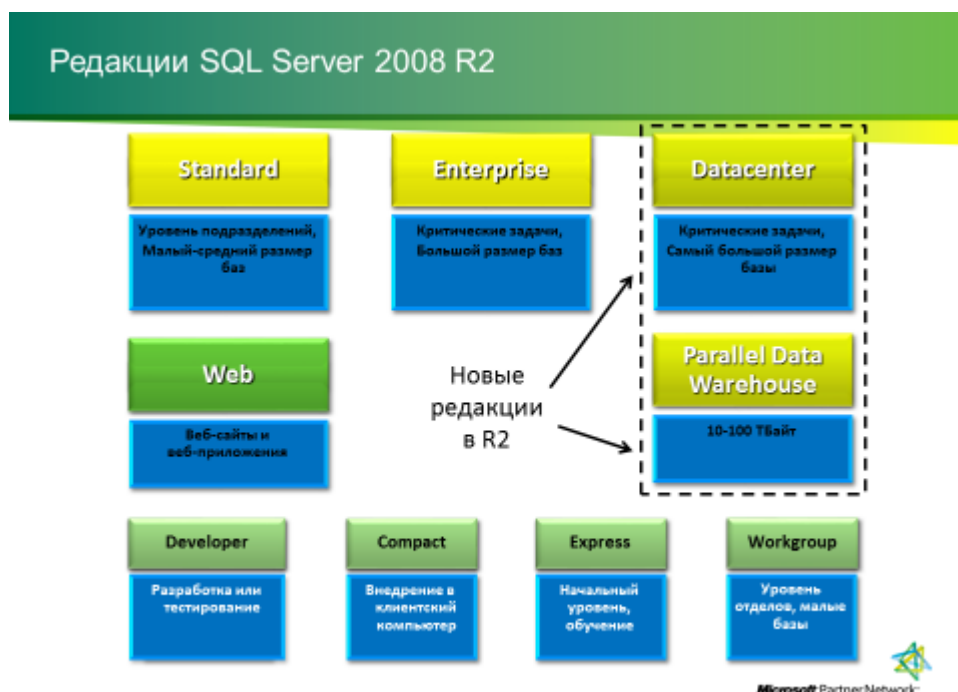 Редакции SQL Server 2008 R2
Standard
Уровень подразделений,
Малый-средний размер
баз
Enterprise
Критические задачи,
Большой размер баз
Datacenter
Критические задачи,
Самый большой размер
базы
Web
Веб-сайты и
веб-приложения
Новые
редакции
в R2
Parallel Data
Warehouse
10-100 ТБайт
Developer
Разработка или
тестирование
Compact
Внедрение в
клиентский
компьютер
Express
Начальный
уровень,
обучение
Workgroup
Уровень
отделов, малые
базы
Microsoft Partner Network